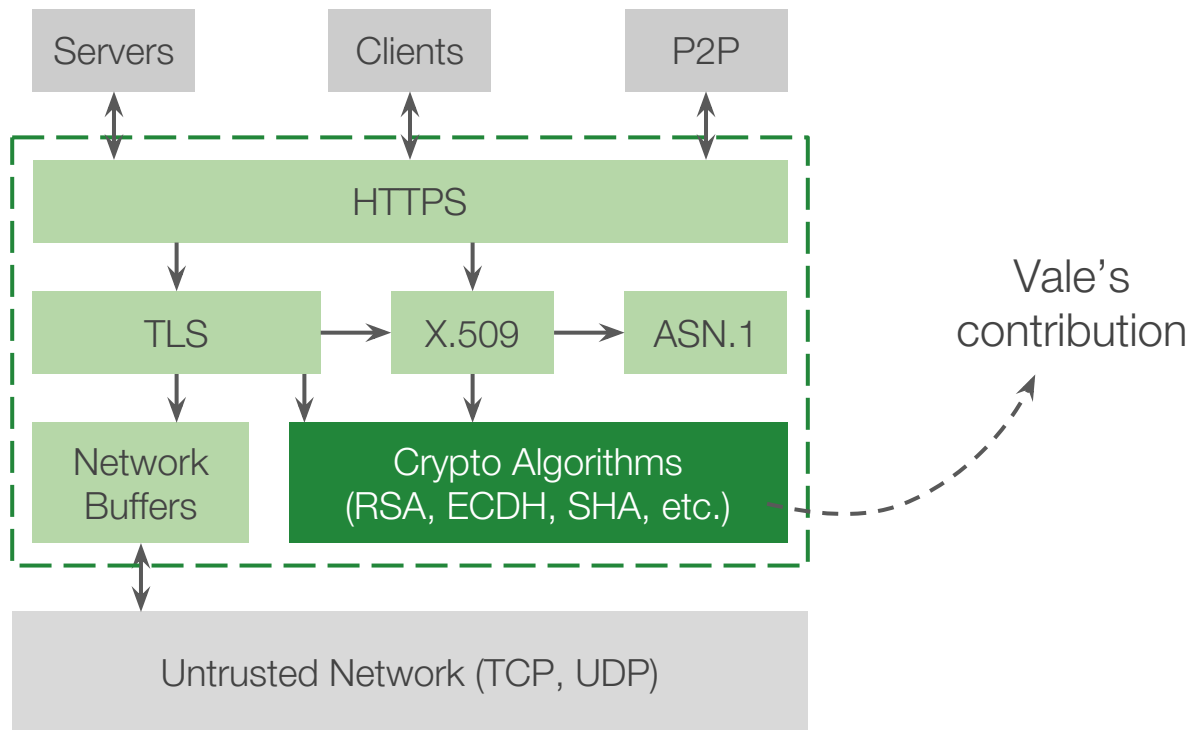 Servers
Clients
P2P
HTTPS
Vale’s
contribution
TLS
X.509
ASN.1
Network
Buffers
Crypto Algorithms
(RSA, ECDH, SHA, etc.)
Untrusted Network (TCP, UDP)